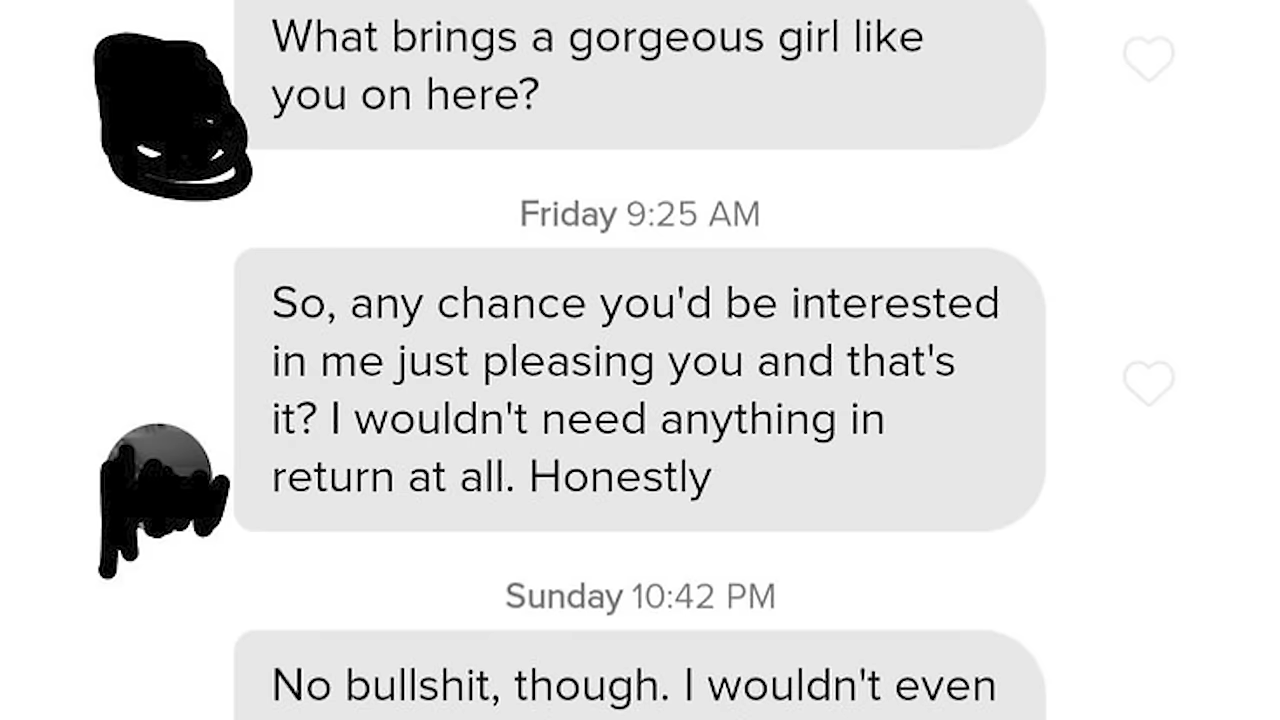 What brings a gorgeous girl like
you on here?
Friday 9:25 AM
So, any chance you'd be interested
in me just pleasing you and that's
it? I wouldn't need anything in
return at all. Honestly
Sunday 10:42 PM
No bullshit, though. I wouldn't even